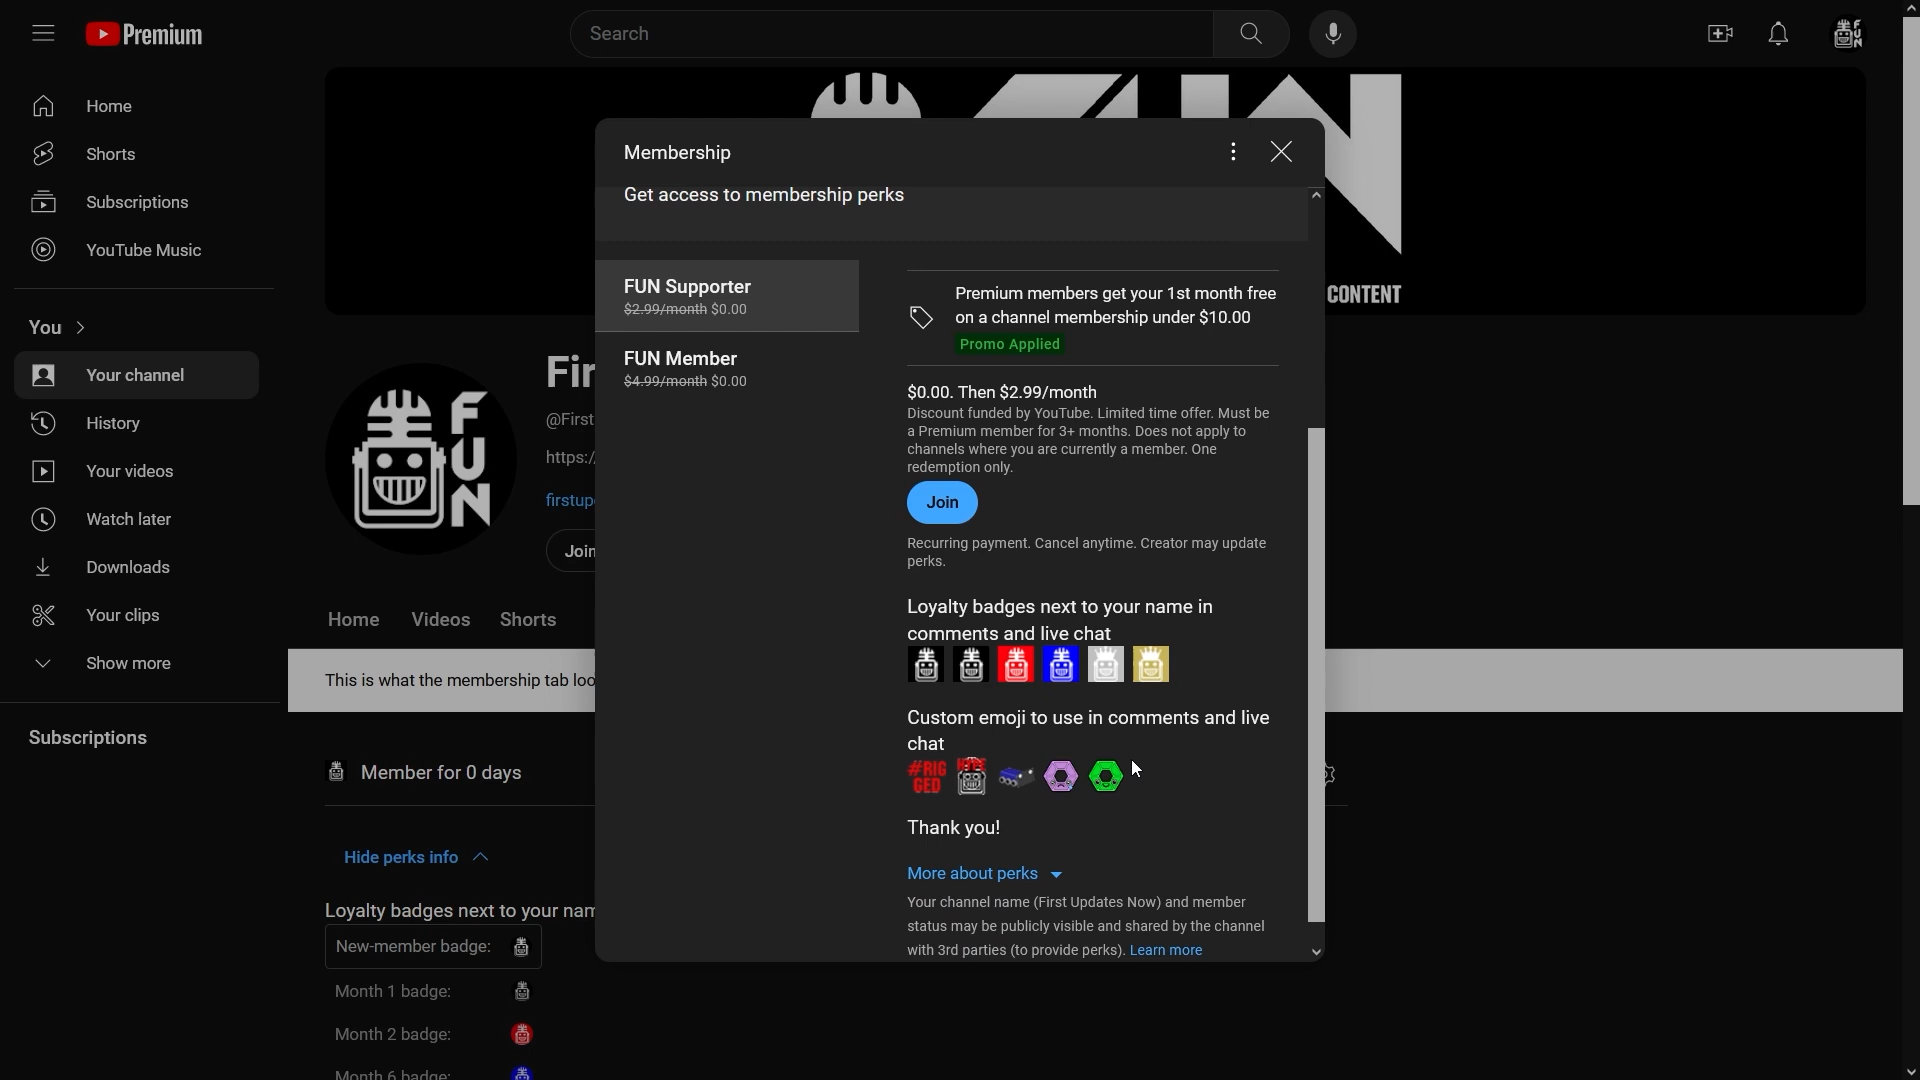 Premium
Search
FUN
Home
Shorts
Subscriptions
YouTube Music
You
Your channel
History
Your videos
Watch later
Downloads
Your clips
Show more
Subscriptions
CONTENT
FUN
Fir
@First
https:/
firstup
Join
Home Videos Shorts
This is what the membership tab loo
Member for 0 days
Hide perks info
Loyalty badges next to your nam
New-member badge:
Month 1 badge:
Month 2 badge:
Month 6 badge:
Membership
Get access to membership perks
FUN Supporter
$2.99/month $0.00
FUN Member
$4.99/month $0.00
Premium members get your 1st month free
on a channel membership under $10.00
Promo Applied
$0.00. Then $2.99/month
Discount funded by YouTube. Limited time offer. Must be
a Premium member for 3+ months. Does not apply to
channels where you are currently a member. One
redemption only.
Join
Recurring payment. Cancel anytime. Creator may update
perks.
Loyalty badges next to your name in
comments and live chat
Custom emoji to use in comments and live
chat
#RIG
GED
HYPE
Thank you!
More about perks
Your channel name (First Updates Now) and member
status may be publicly visible and shared by the channel
with 3rd parties (to provide perks). Learn more